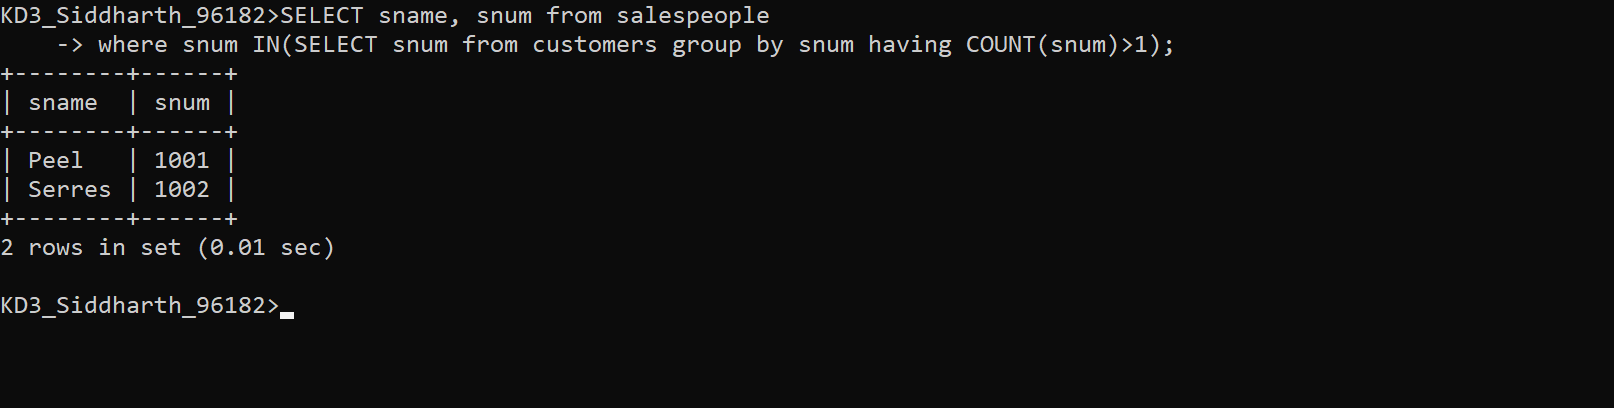 KD3_Siddharth_96182>SELECT sname, snum from salespeople
    -> where snum IN(SELECT snum from customers group by snum having COUNT(snum)>1);
+--------+------+
| sname  | snum |
+--------+------+
| Peel   | 1001 |
| Serres | 1002 |
+--------+------+
2 rows in set (0.01 sec)

KD3_Siddharth_96182>